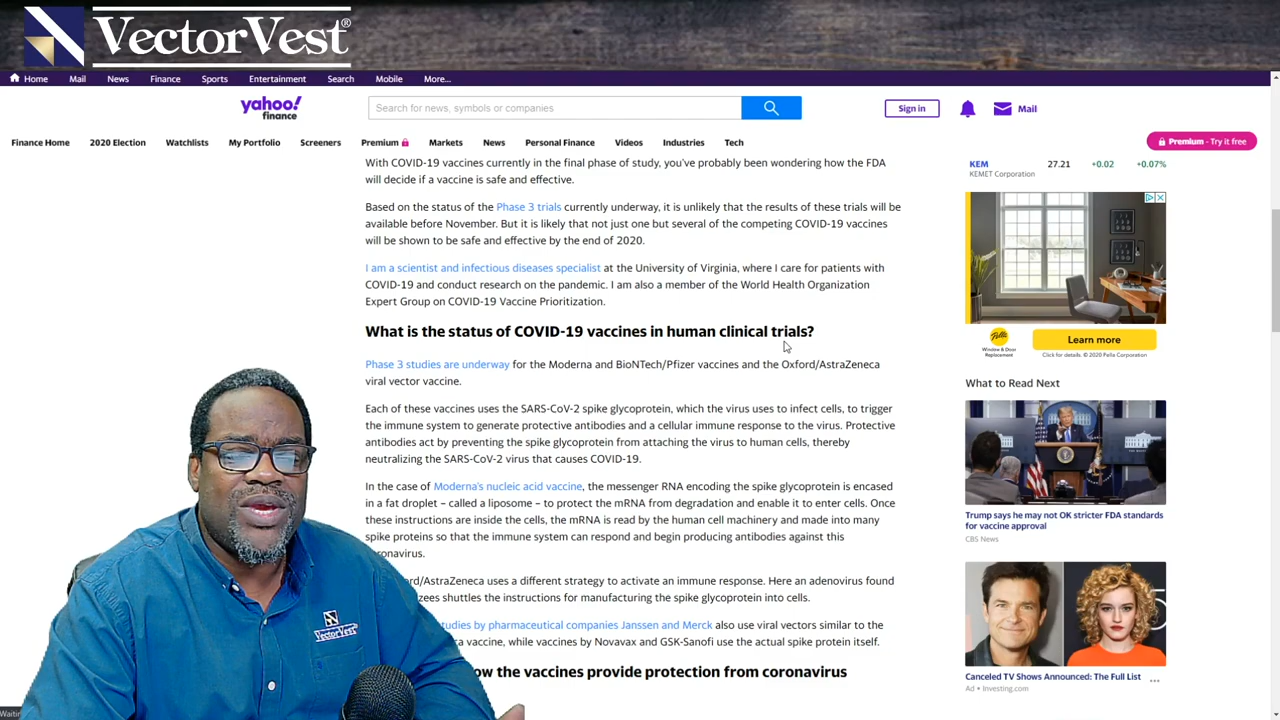 VectorVest®
Home Mail News Finance Sports Entertainment Search Mobile More...
yahoo!
finance
Search for news, symbols or companies
Sign in
Mail
Finance Home 2020 Election Watchlists My Portfolio Screeners Premium Markets News Personal Finance Videos Industries Tech
Premium - Try it free
With COVID-19 vaccines currently in the final phase of study, you've probably been wondering how the FDA
will decide if a vaccine is safe and effective.
Based on the status of the Phase 3 trials currently underway, it is unlikely that the results of these trials will be
available before November. But it is likely that not just one but several of the competing COVID-19 vaccines
will be shown to be safe and effective by the end of 2020.
I am a scientist and infectious diseases specialist at the University of Virginia, where I care for patients with
COVID-19 and conduct research on the pandemic. I am also a member of the World Health Organization
Expert Group on COVID-19 Vaccine Prioritization.
What is the status of COVID-19 vaccines in human clinical trials?
Phase 3 studies are underway for the Moderna and BioNTech/Pfizer vaccines and the Oxford/AstraZeneca
viral vector vaccine.
Each of these vaccines uses the SARS-CoV-2 spike glycoprotein, which the virus uses to infect cells, to trigger
the immune system to generate protective antibodies and a cellular immune response to the virus. Protective
antibodies act by preventing the spike glycoprotein from attaching the virus to human cells, thereby
neutralizing the SARS-CoV-2 virus that causes COVID-19.
In the case of Moderna's nucleic acid vaccine, the messenger RNA encoding the spike glycoprotein is encased
in a fat droplet – called a liposome – to protect the mRNA from degradation and enable it to enter cells. Once
these instructions are inside the cells, the mRNA is read by the human cell machinery and made into many
spike proteins so that the immune system can respond and begin producing antibodies against this
ronavirus.
rd/AstraZeneca uses a different strategy to activate an immune response. Here an adenovirus found
zees shuttles the instructions for manufacturing the spike glycoprotein into cells.
tudies by pharmaceutical companies Janssen and Merck also use viral vectors similar to the
a vaccine, while vaccines by Novavax and GSK-Sanofi use the actual spike protein itself.
ow the vaccines provide protection from coronavirus
KEM 27.21 +0.02 +0.07%
KEMET Corporation
Pella
Window & Door
Replacement
Learn more
Click for details. © 2020 Pella Corporation
What to Read Next
Trump says he may not OK stricter FDA standards
for vaccine approval
CBS News
Canceled TV Shows Announced: The Full List
...
Ad • Investing.com
VectorVest
Waitin